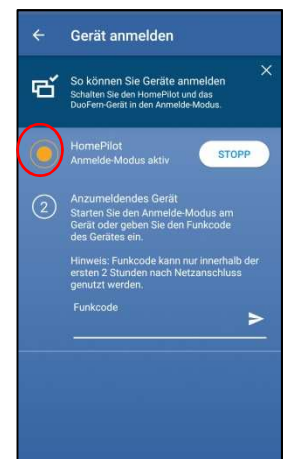 Gerät anmelden
So können Sie Geräte anmelden
Schalten Sie den HomePilot und das
DuoFern-Gerät in den Anmelde-Modus.
HomePilot
Anmelde-Modus aktiv
STOPP
2
Anzumeldendes Gerät
Starten Sie den Anmelde-Modus am
Gerät oder geben Sie den Funkcode
des Gerätes ein.
Hinweis: Funkcode kann nur innerhalb der
ersten 2 Stunden nach Netzanschluss
genutzt werden.
Funkcode